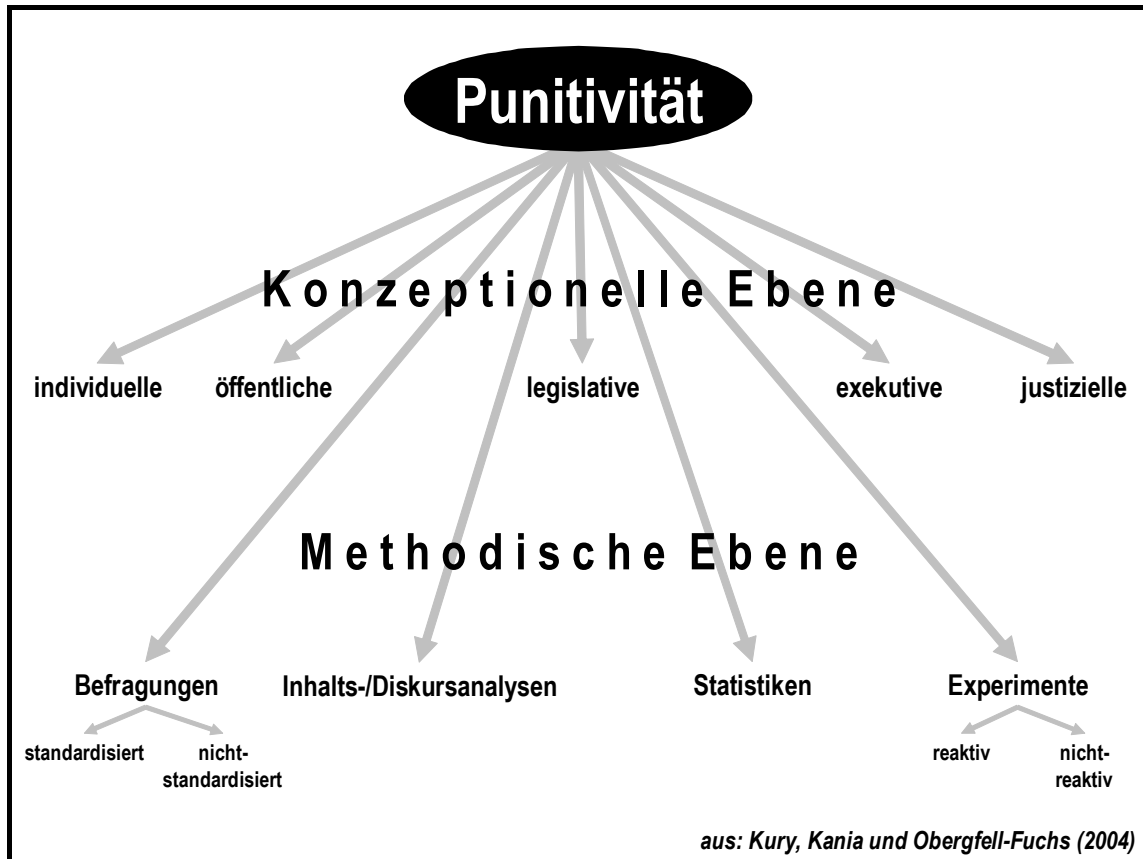 Punitivität
Konzeptionelle Ebene
individuelle öffentliche legislative exekutive justizielle
Methodische Ebene
Befragungen Inhalts-/Diskursanalysen Statistiken Experimente
standardisiert nicht- reaktiv nicht-
standardisiert reaktiv
aus: Kury, Kania und Obergfell-Fuchs (2004)